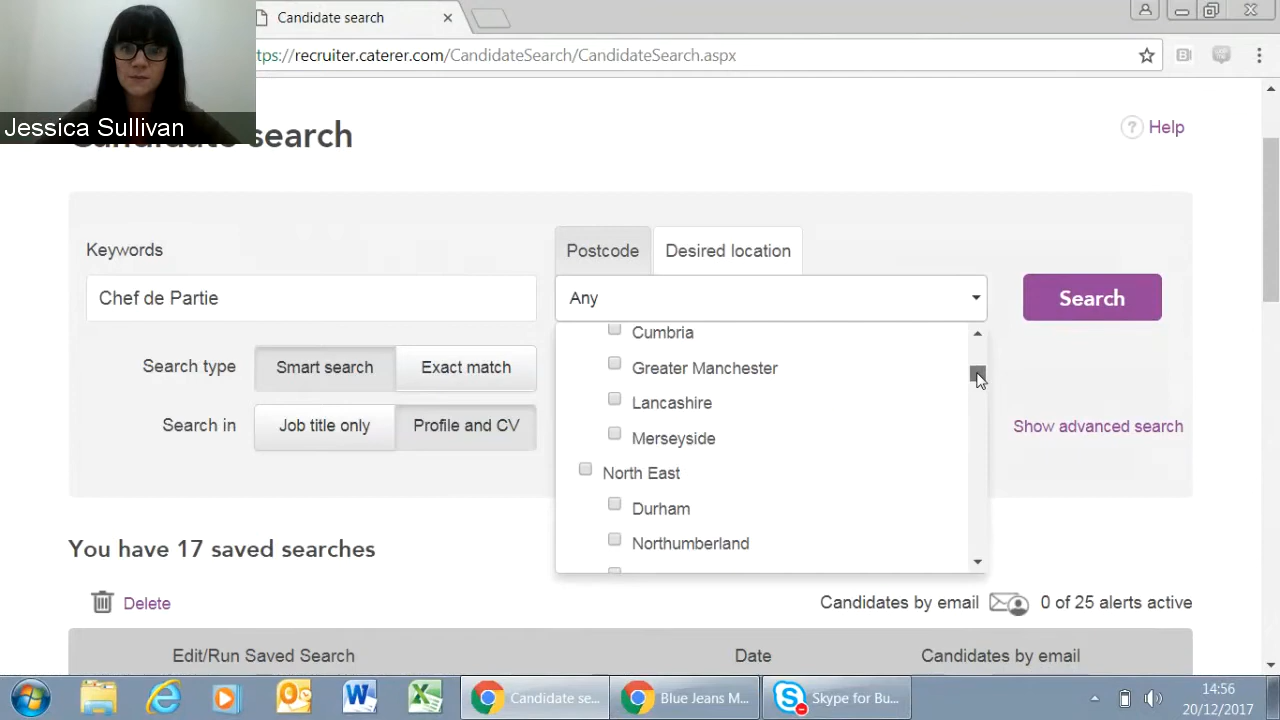 Candidate search
tps://recruiter.caterer.com/CandidateSearch/CandidateSearch.aspx
Jessica Sullivan
Candidate search
? Help
Keywords
Postcode
Desired location
Chef de Partie
Any
Search
Search type
Smart search
Exact match
Search in
Job title only
Profile and CV
Show advanced search
Cumbria
Greater Manchester
Lancashire
Merseyside
North East
Durham
Northumberland
You have 17 saved searches
Delete
Candidates by email
0 of 25 alerts active
Edit/Run Saved Search
Date
Candidates by email
Candidate se...
Blue Jeans M...
Skype for Bu...
14:56
20/12/2017